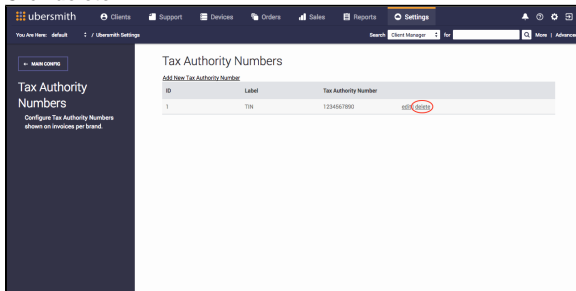 ubersmith Clients Support Devices Orders Sales Reports Settings
You Are Here: default / Ubersmith Settings Search Client Manager for More | Advanced
← MAIN CONFIG
Tax Authority Numbers
Configure Tax Authority Numbers shown on invoices per brand.
Tax Authority Numbers
Add New Tax Authority Number
ID Label Tax Authority Number
1 TIN 1234567890 edit delete